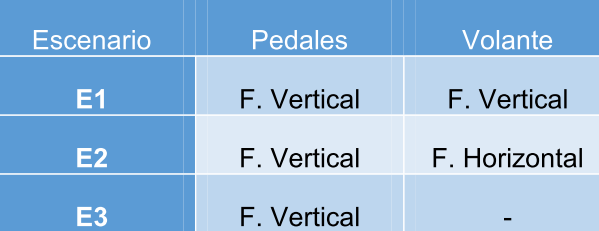 Escenario Pedales Volante
E1 F. Vertical F. Vertical
E2 F. Vertical F. Horizontal
E3 F. Vertical -